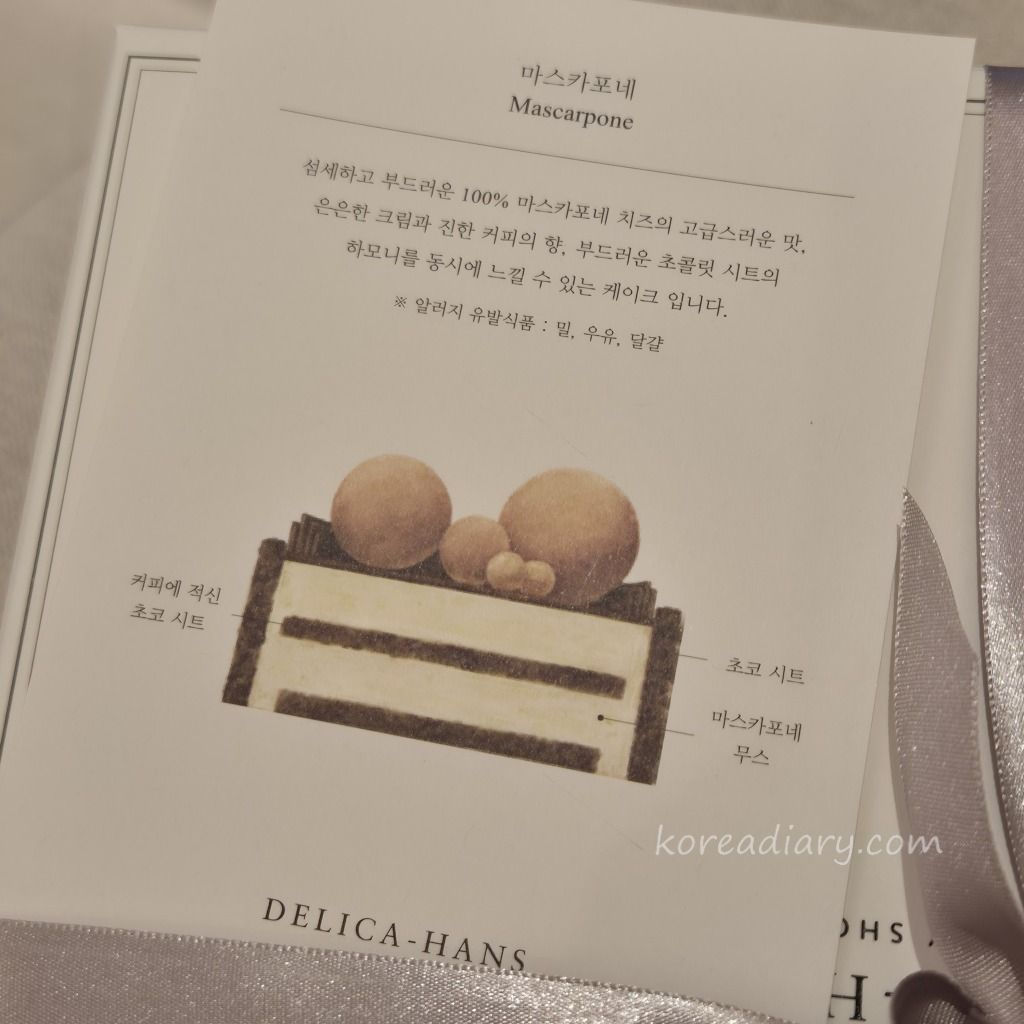 마스카포네
Mascarpone
섬세하고 부드러운 100% 마스카포네 치즈의 고급스러운 맛,
은은한 크림과 진한 커피의 향, 부드러운 초콜릿 시트의
하모니를 동시에 느낄 수 있는 케이크 입니다.
※ 알러지 유발식품 : 밀, 우유, 달걀
커피에 적신
초코 시트
초코 시트
마스카포네
무스
koreadiary.com
DELICA-HANS